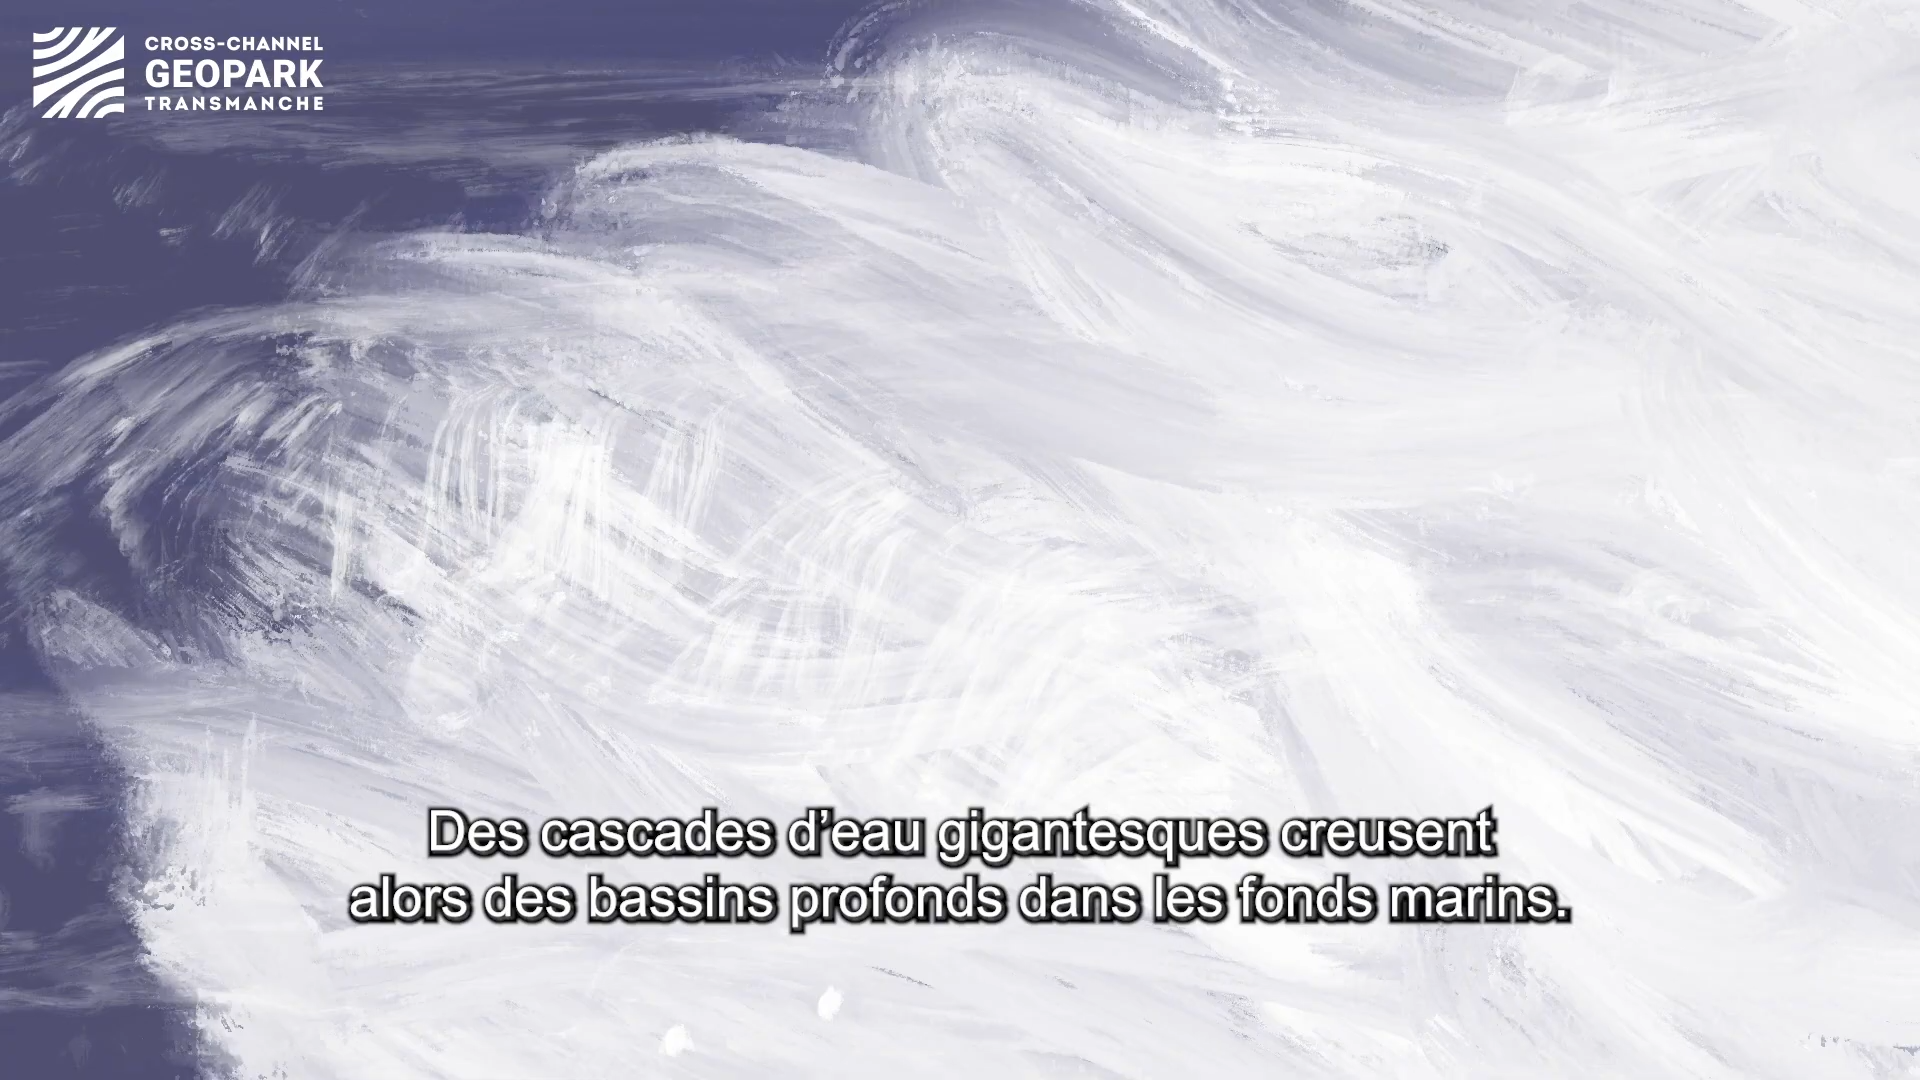 CROSS-CHANNEL
GEOPARK
TRANSMANCHE
Des cascades d’eau gigantesques creusent
alors des bassins profonds dans les fonds marins.